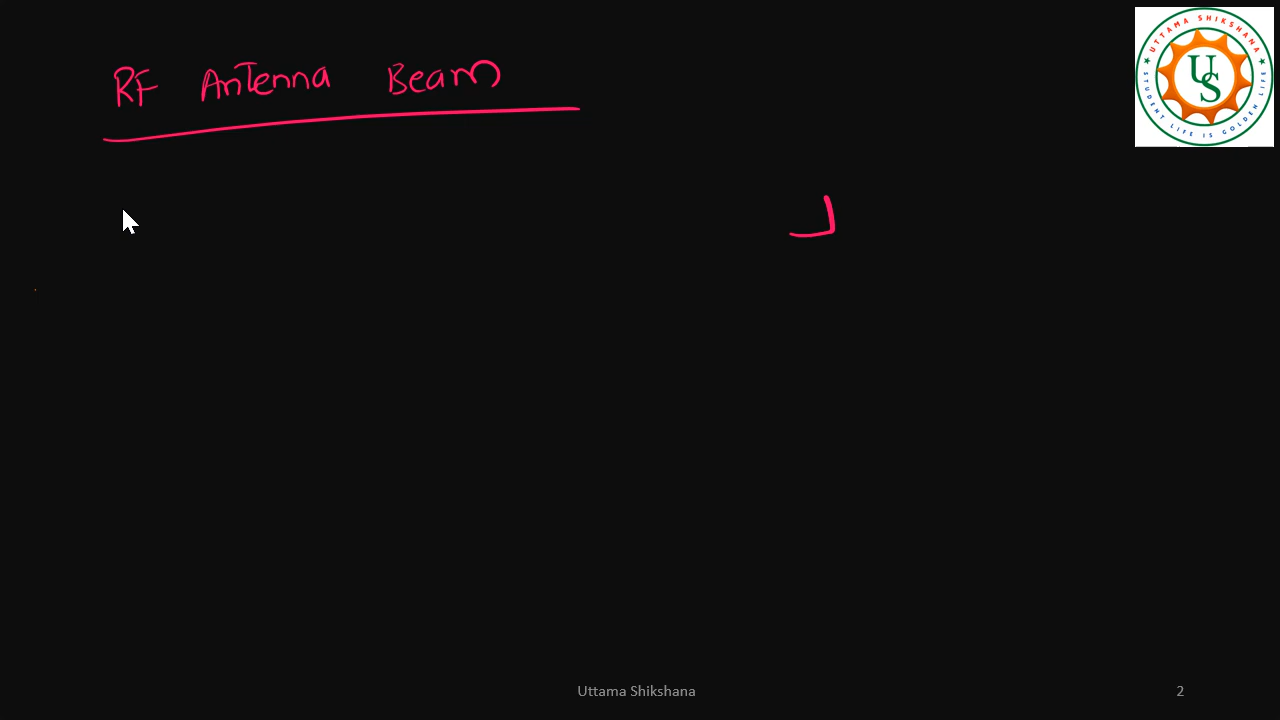 RF Antenna Beam
UTTAMA SHIKSHANA
US
STUDENT LIFE IS GOLDEN LIFE
Uttama Shikshana
2